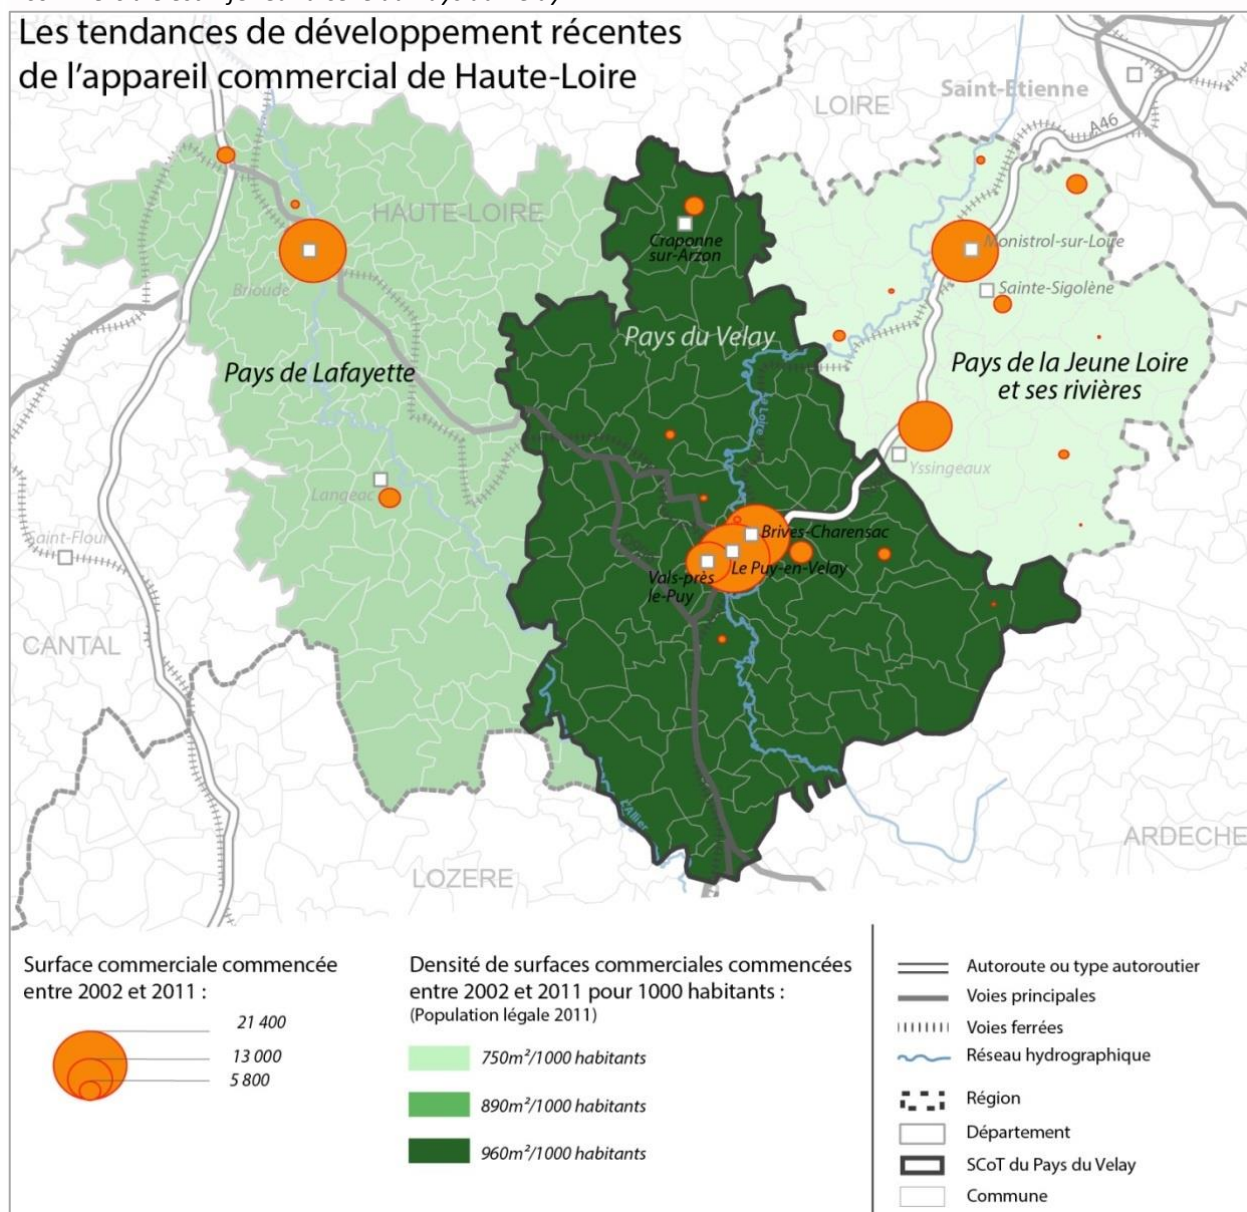 Les tendances de développement récentes
de l'appareil commercial de Haute-Loire
LOIRE
Saint-Etienne
A46
HAUTE-LOIRE
Craponne
sur-Arzon
Monistrol-sur-Loire
Sainte-Sigolène
Brioude
Pays du Velay
Pays de Lafayette
Pays de la Jeune Loire
et ses rivières
La Loire
Yssingeaux
Langeac
Saint-Flour
Brives-Charensac
Le Puy-en-Velay
Vals-près
le-Puy
CANTAL
L'Allier
ARDECHE
LOZERE
Surface commerciale commencée
entre 2002 et 2011 :
21 400
13 000
5 800
Densité de surfaces commerciales commencées
entre 2002 et 2011 pour 1000 habitants :
(Population légale 2011)
750m²/1000 habitants
890m²/1000 habitants
960m²/1000 habitants
Autoroute ou type autoroutier
Voies principales
Voies ferrées
Réseau hydrographique
Région
Département
SCoT du Pays du Velay
Commune